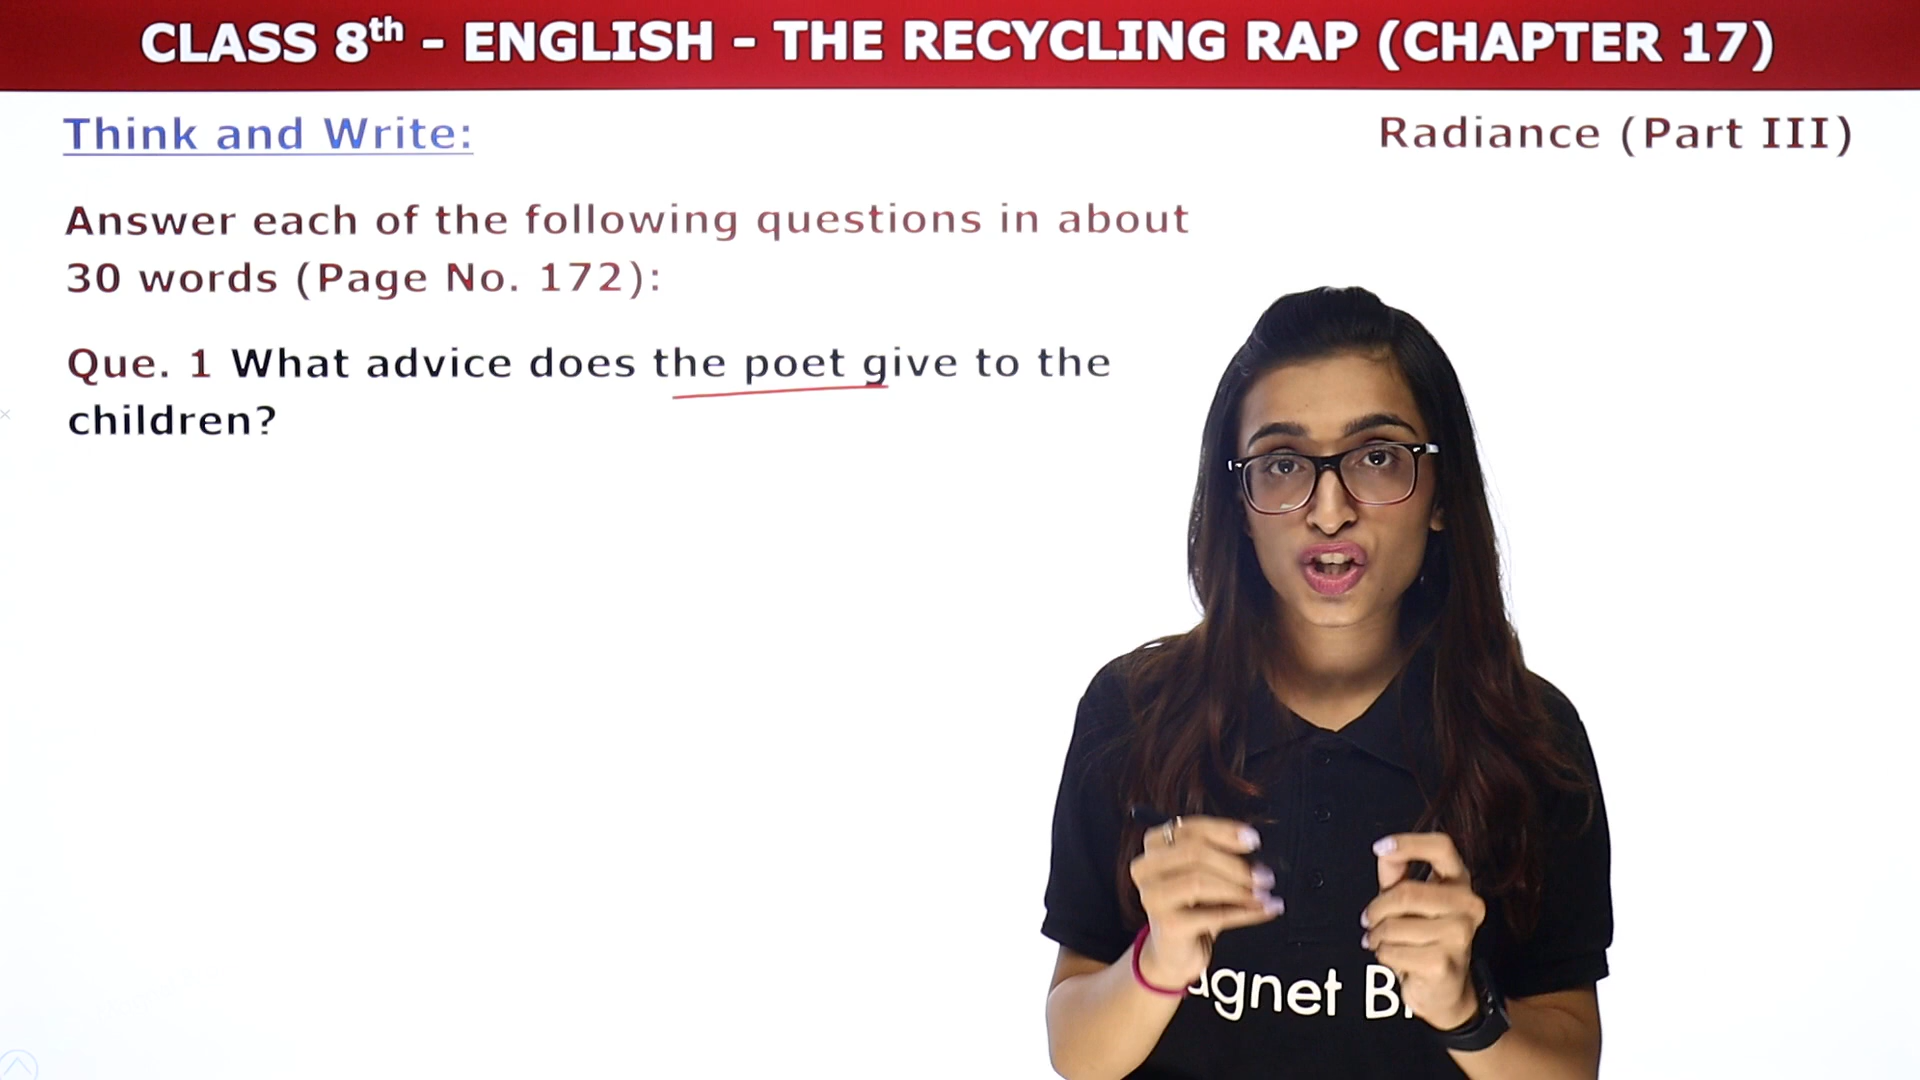 CLASS 8th - ENGLISH - THE RECYCLING RAP (CHAPTER 17)
Think and Write:
Radiance (Part III)
Answer each of the following questions in about
30 words (Page No. 172):
Que. 1 What advice does the poet give to the
children?